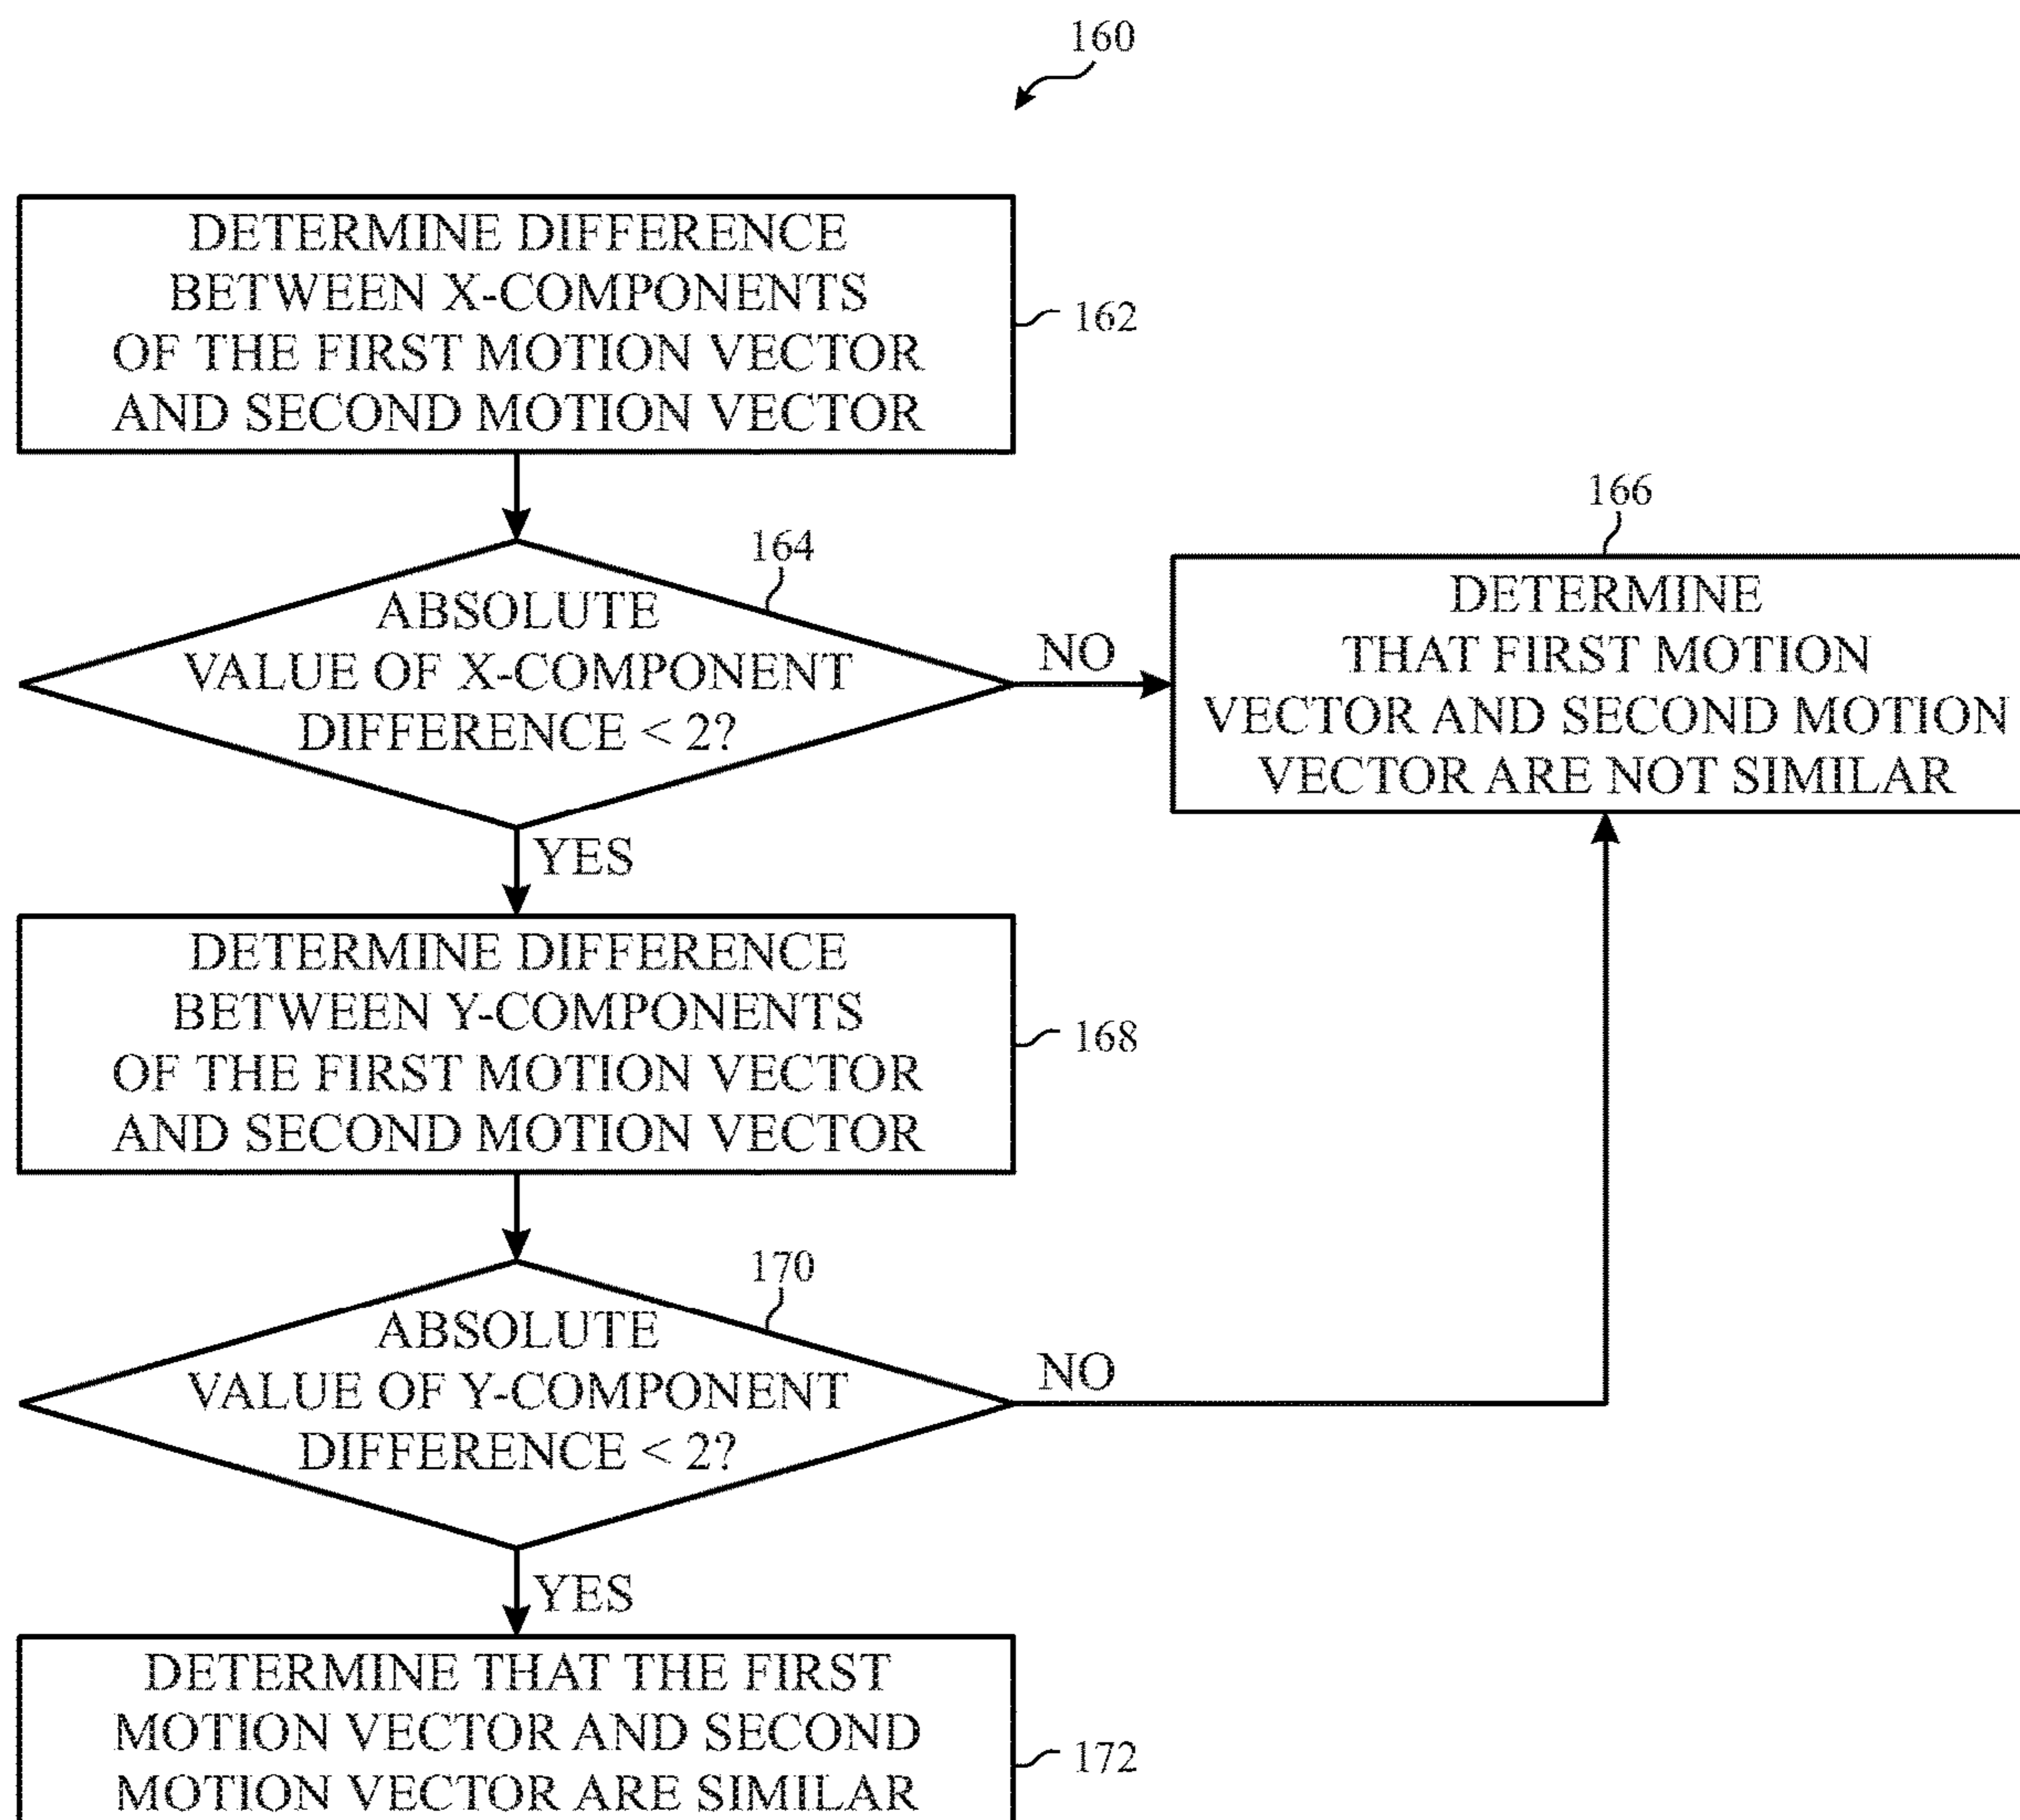 160
DETERMINE DIFFERENCE
BETWEEN X-COMPONENTS
OF THE FIRST MOTION VECTOR
AND SECOND MOTION VECTOR
162
164
ABSOLUTE
VALUE OF X-COMPONENT
DIFFERENCE < 2?
NO
166
DETERMINE
THAT FIRST MOTION
VECTOR AND SECOND MOTION
VECTOR ARE NOT SIMILAR
YES
DETERMINE DIFFERENCE
BETWEEN Y-COMPONENTS
OF THE FIRST MOTION VECTOR
AND SECOND MOTION VECTOR
168
170
ABSOLUTE
VALUE OF Y-COMPONENT
DIFFERENCE < 2?
NO
YES
DETERMINE THAT THE FIRST
MOTION VECTOR AND SECOND
MOTION VECTOR ARE SIMILAR
172